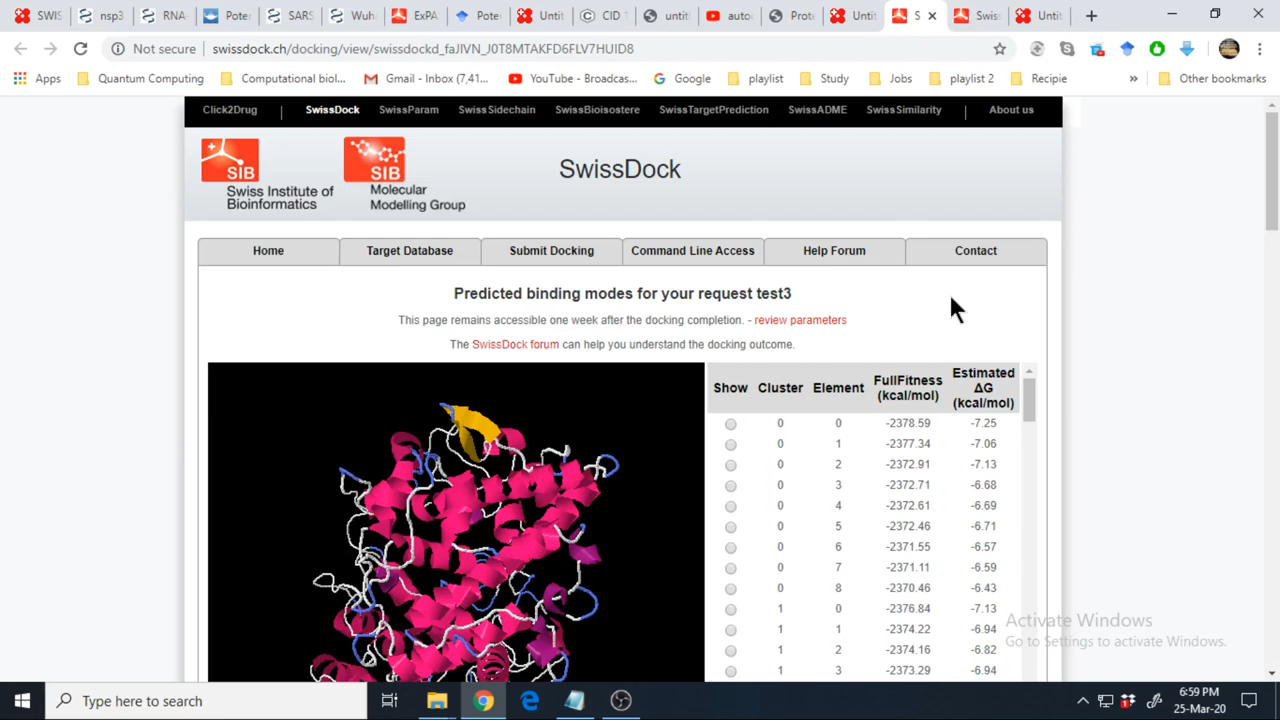 SWIS
nsp3
RNA-
Poter
SARS
Wuh
ExPA
Pote
Untit
CID T
untit
auto
Prote
Untit
S
Swiss
Untit
Not secure
swissdock.ch/docking/view/swissdockd_faJIVN_J0T8MTAKFD6FLV7HUID8
Apps
Quantum Computing
Computational biol...
Gmail - Inbox (7,41...
YouTube - Broadcas...
Google
playlist
Study
Jobs
playlist 2
Recipie
»
Other bookmarks
Click2Drug | SwissDock SwissParam SwissSidechain SwissBioisostere SwissTargetPrediction SwissADME SwissSimilarity | About us
SIB
Swiss Institute of
Bioinformatics
SIB
Molecular
Modelling Group
SwissDock
Home Target Database Submit Docking Command Line Access Help Forum Contact
Predicted binding modes for your request test3
This page remains accessible one week after the docking completion. - review parameters
The SwissDock forum can help you understand the docking outcome.
Show Cluster Element FullFitness (kcal/mol) Estimated ΔG (kcal/mol)
0 0 -2378.59 -7.25
0 1 -2377.34 -7.06
0 2 -2372.91 -7.13
0 3 -2372.71 -6.68
0 4 -2372.61 -6.69
0 5 -2372.46 -6.71
0 6 -2371.55 -6.57
0 7 -2371.11 -6.59
0 8 -2370.46 -6.43
1 0 -2376.84 -7.13
1 1 -2374.22 -6.94
1 2 -2374.16 -6.82
1 3 -2373.29 -6.94
Activate Windows
Go to Settings to activate Windows.
Type here to search
6:59 PM
25-Mar-20